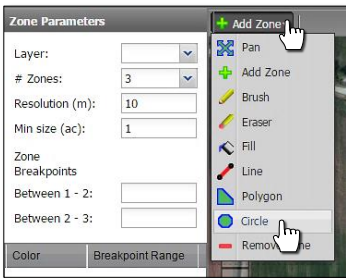 Zone Parameters
Layer:
# Zones: 3
Resolution (m): 10
Min size (ac): 1
Zone
Breakpoints
Between 1 - 2:
Between 2 - 3:
Color Breakpoint Range
Add Zone
Pan
Add Zone
Brush
Eraser
Fill
Line
Polygon
Circle